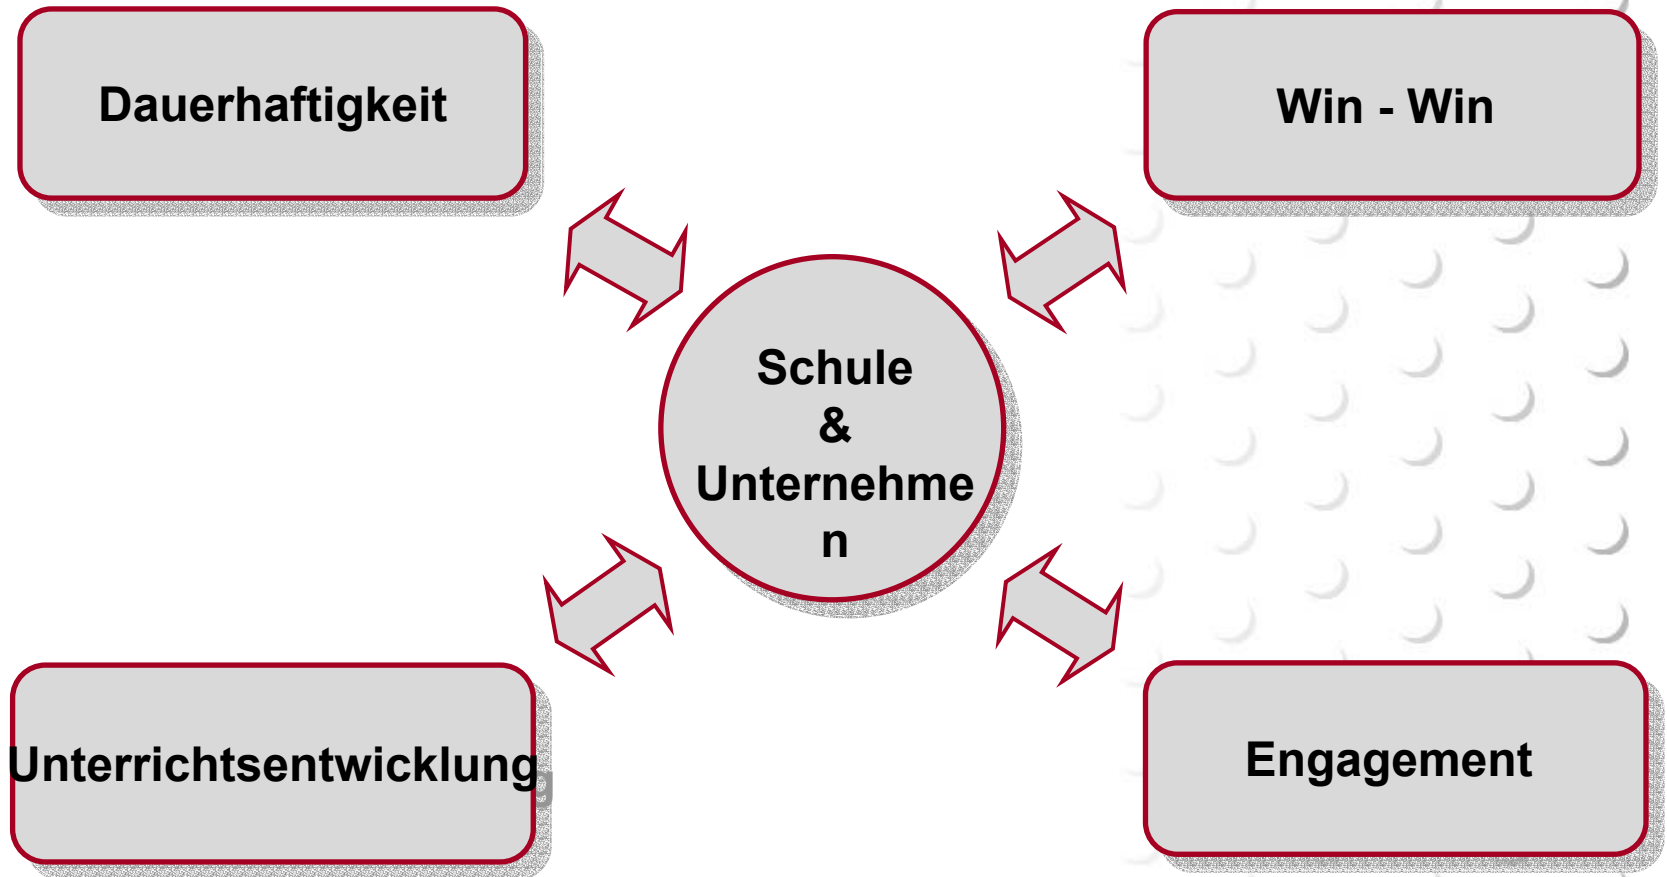 Dauerhaftigkeit
Win - Win
Schule
&
Unternehme
n
Unterrichtsentwicklung
Engagement